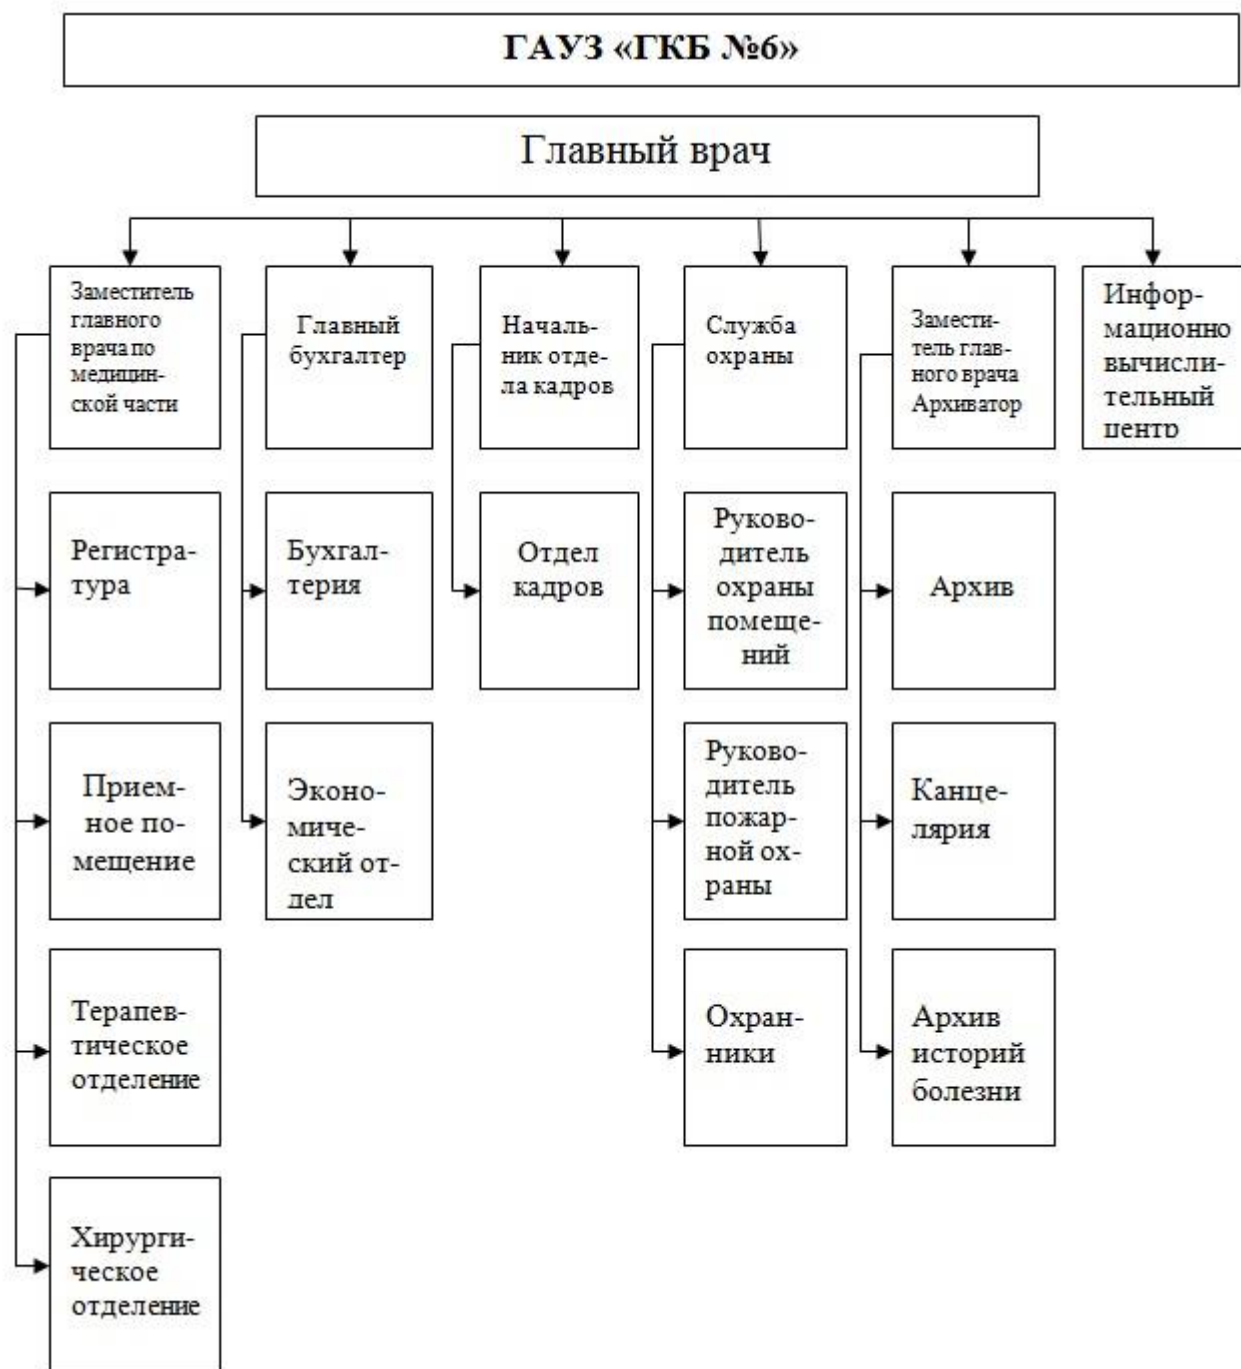 ГАУЗ «ГКБ №6»
Главный врач
Заместитель
главного
врача по
медицин-
ской части
Главный
бухгалтер
Началь-
ник отде-
ла кадров
Служба
охраны
Замести-
тель глав-
ного врача
Архиватор
Инфор-
мационно
вычисли-
тельный
центр
Регистра-
тура
Бухгал-
терия
Отдел
кадров
Руково-
дитель
охраны
помеще-
ний
Архив
Прием-
ное по-
мещение
Эконо-
миче-
ский от-
дел
Руково-
дитель
пожар-
ной ох-
раны
Канце-
лярия
Терапев-
тическое
отделение
Охран-
ники
Архив
историй
болезни
Хирурги-
ческое
отделение